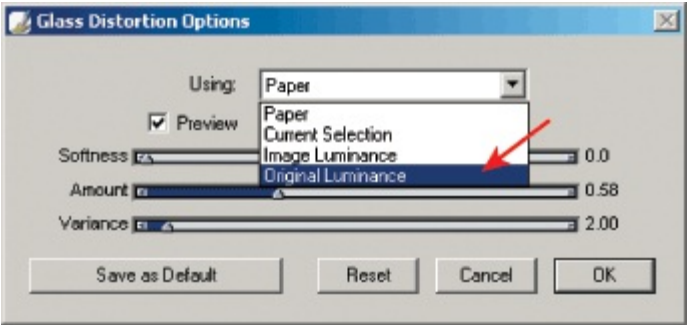 Glass Distortion Options
Using: Paper
Preview
Paper
Current Selection
Image Luminance
Original Luminance
Softness 0.0
Amount 0.58
Variance 2.00
Save as Default Reset Cancel OK